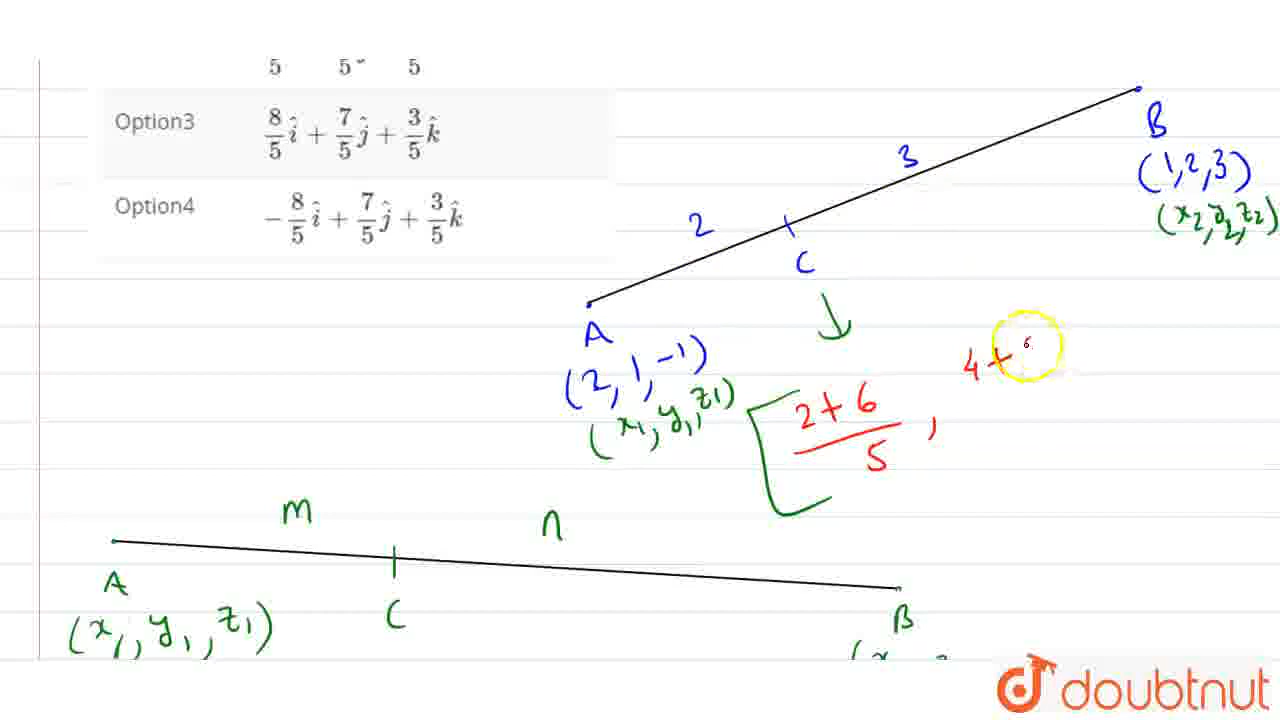 5 5 5
Option3 8/5 î + 7/5 ĵ + 3/5 k̂
Option4 -8/5 î + 7/5 ĵ + 3/5 k̂
B
(1,2,3)
(x₂,y₂,z₂)
3
2
C
A
(2,1,-1)
(x₁,y₁,z₁)
[ 2+6/5 , 4+
m
n
A
C
B
(x₁,y₁,z₁)
doubtnut